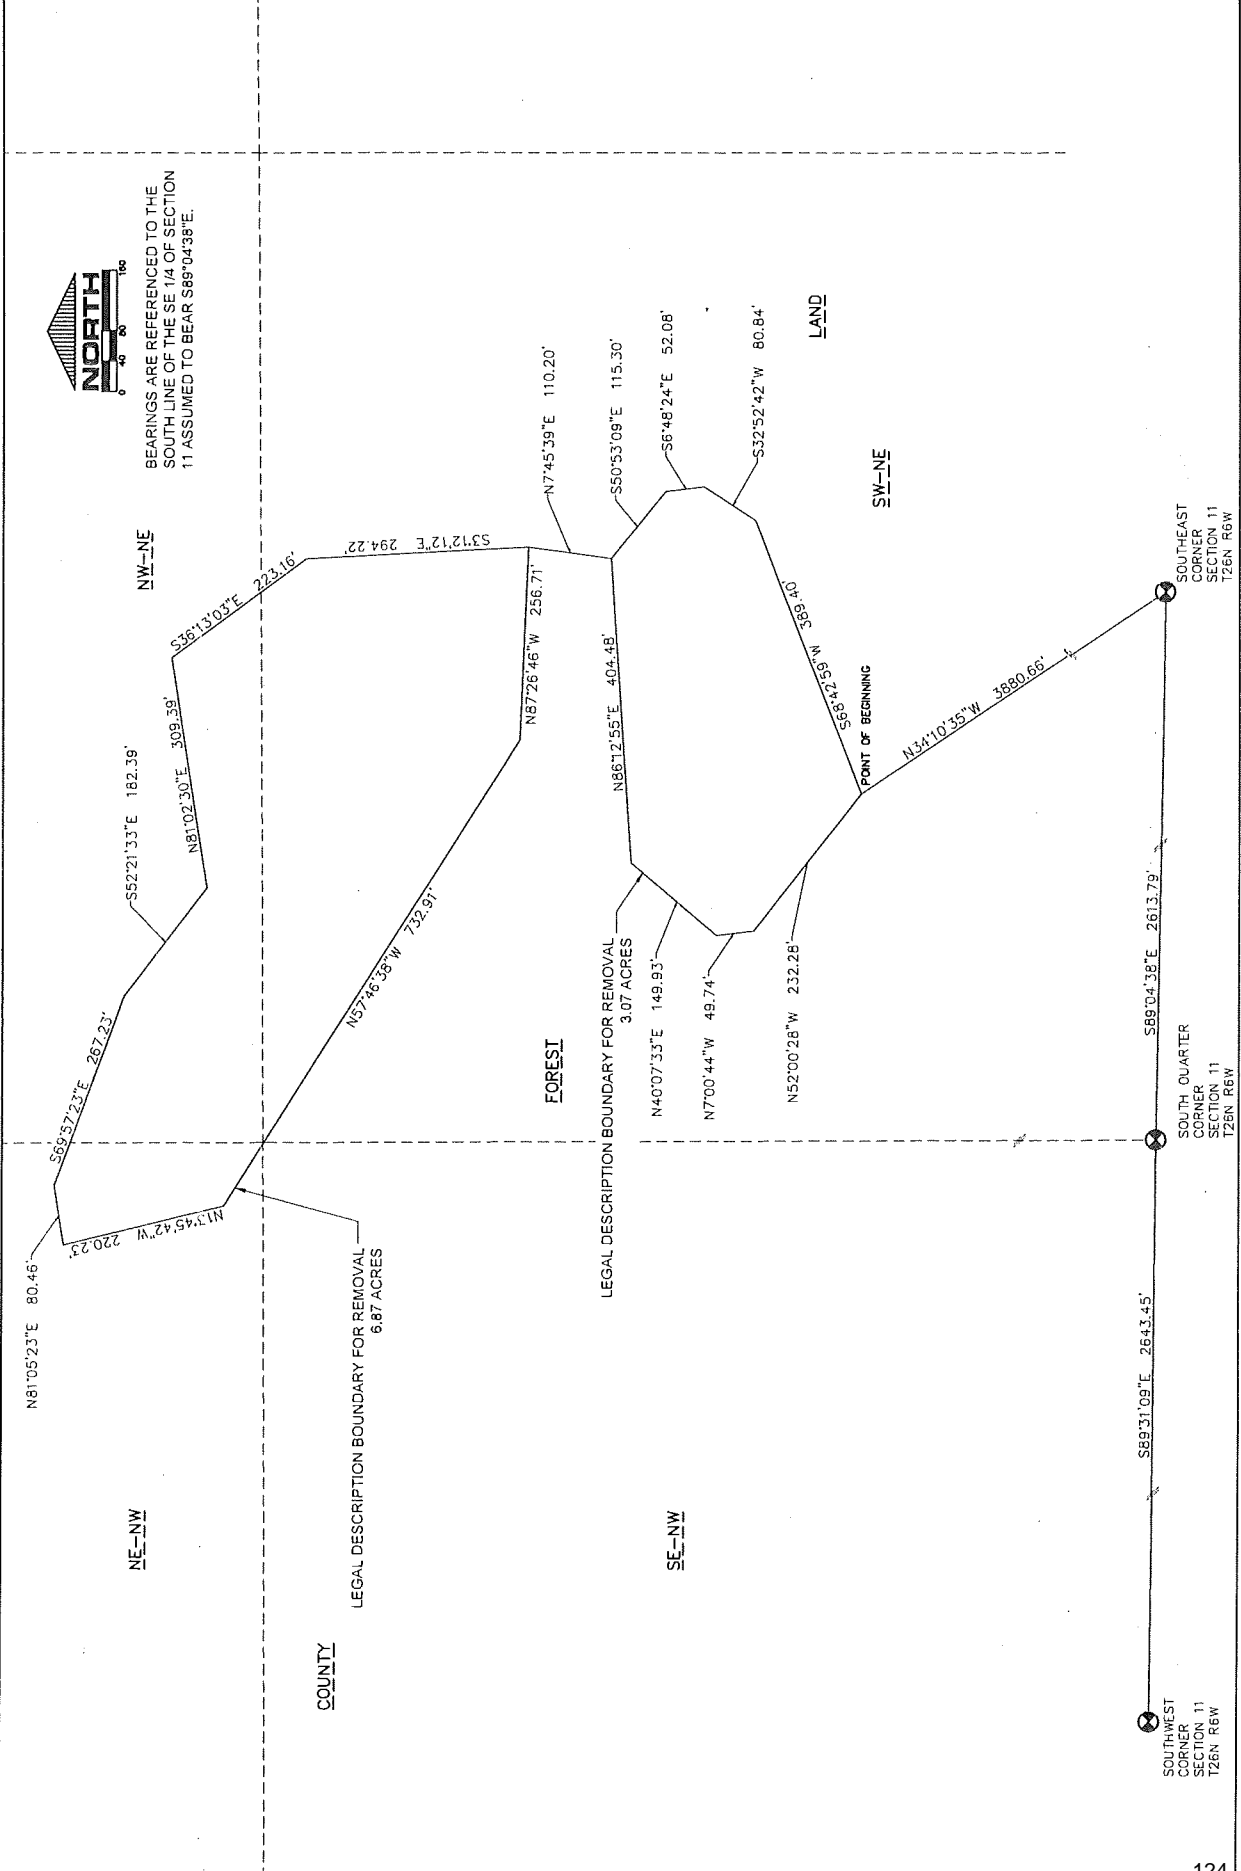 NORTH
0 40 80 160
BEARINGS ARE REFERENCED TO THE
SOUTH LINE OF THE SE 1/4 OF SECTION
11 ASSUMED TO BEAR S89°04'38"E.
NE—NW
NW—NE
N81°05'23"E 80.46'
S69°57'23"E 267.23'
S52°21'33"E 182.39'
N81°02'30"E 309.39'
S36°13'03"E 223.16'
S3°12'12"E 294.22'
N87°26'46"W 256.71'
N57°46'38"W 732.91'
N13°45'42"W 220.23'
LEGAL DESCRIPTION BOUNDARY FOR REMOVAL
6.87 ACRES
COUNTY
FOREST
LAND
N7°45'39"E 110.20'
N86°12'55"E 404.48'
S50°53'09"E 115.30'
S6°48'24"E 52.08'
S32°52'42"W 80.84'
S68°42'59"W 389.40'
LEGAL DESCRIPTION BOUNDARY FOR REMOVAL
3.07 ACRES
N40°07'33"E 149.93'
N7°00'44"W 49.74'
N52°00'28"W 232.28'
POINT OF BEGINNING
SE—NW
SW—NE
N34°10'35"W 3880.66'
S89°31'09"E 2643.45'
S89°04'38"E 2613.79'
SOUTHWEST
CORNER
SECTION 11
T26N R6W
SOUTH QUARTER
CORNER
SECTION 11
T26N R6W
SOUTHEAST
CORNER
SECTION 11
T26N R6W
124